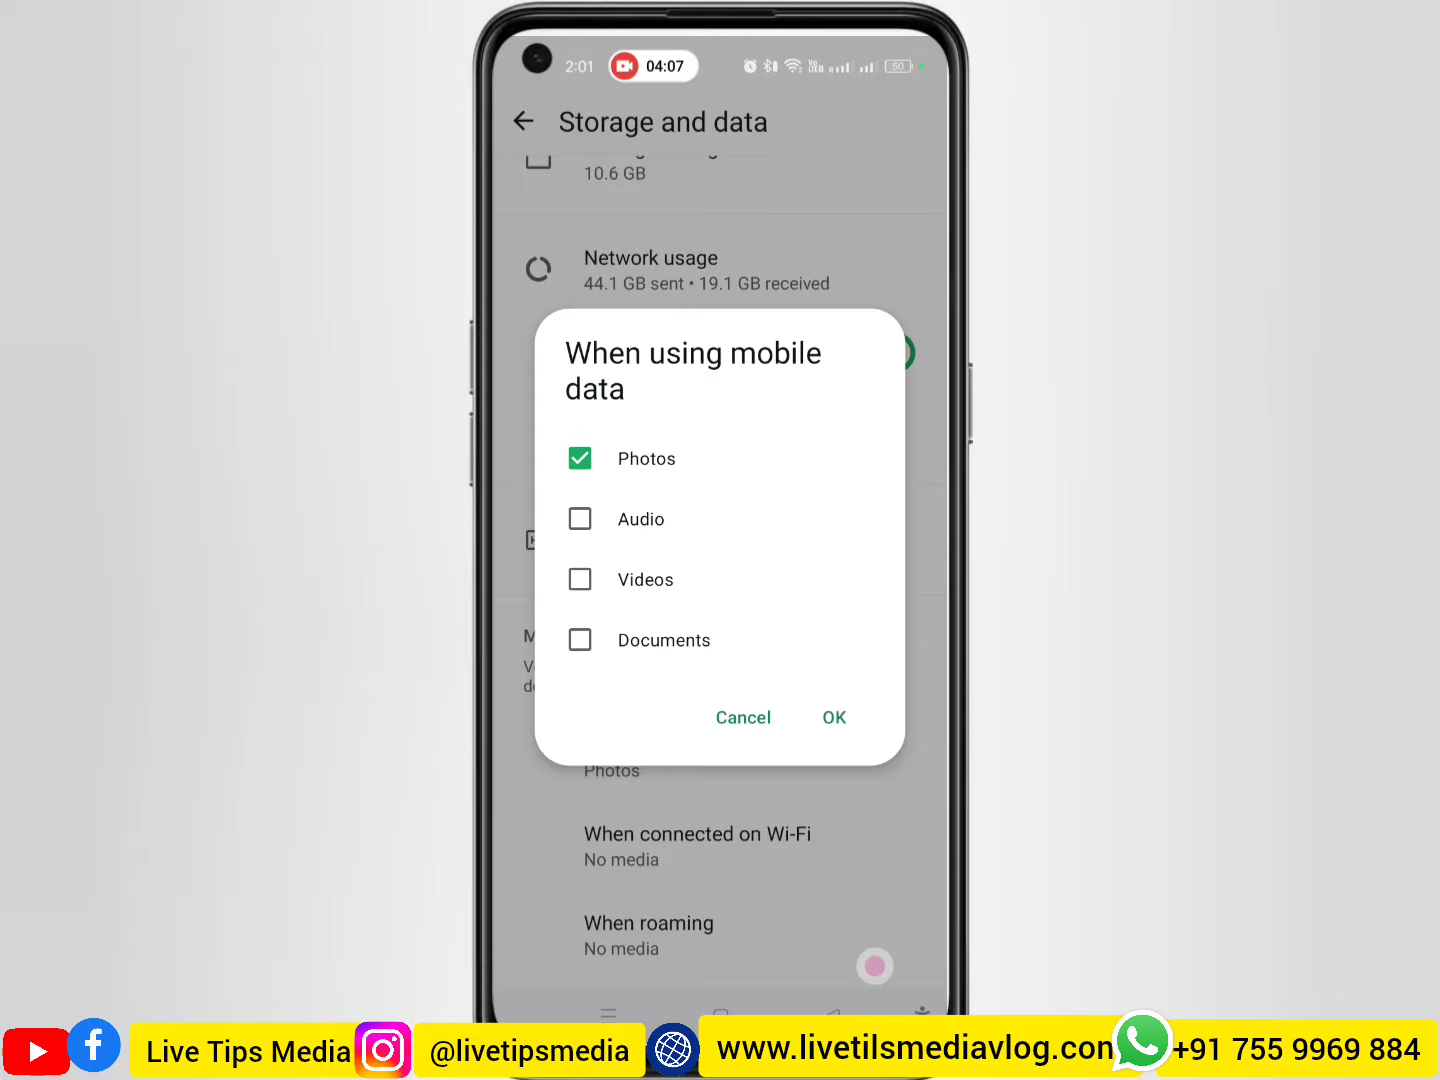 2:01
04:07
50
Storage and data
10.6 GB
Network usage
44.1 GB sent • 19.1 GB received
When using mobile
data
Photos
Audio
Videos
Documents
Cancel
OK
Photos
When connected on Wi-Fi
No media
When roaming
No media
Live Tips Media
@livetipsmedia
www.livetilsmediavlog.con
+91 755 9969 884